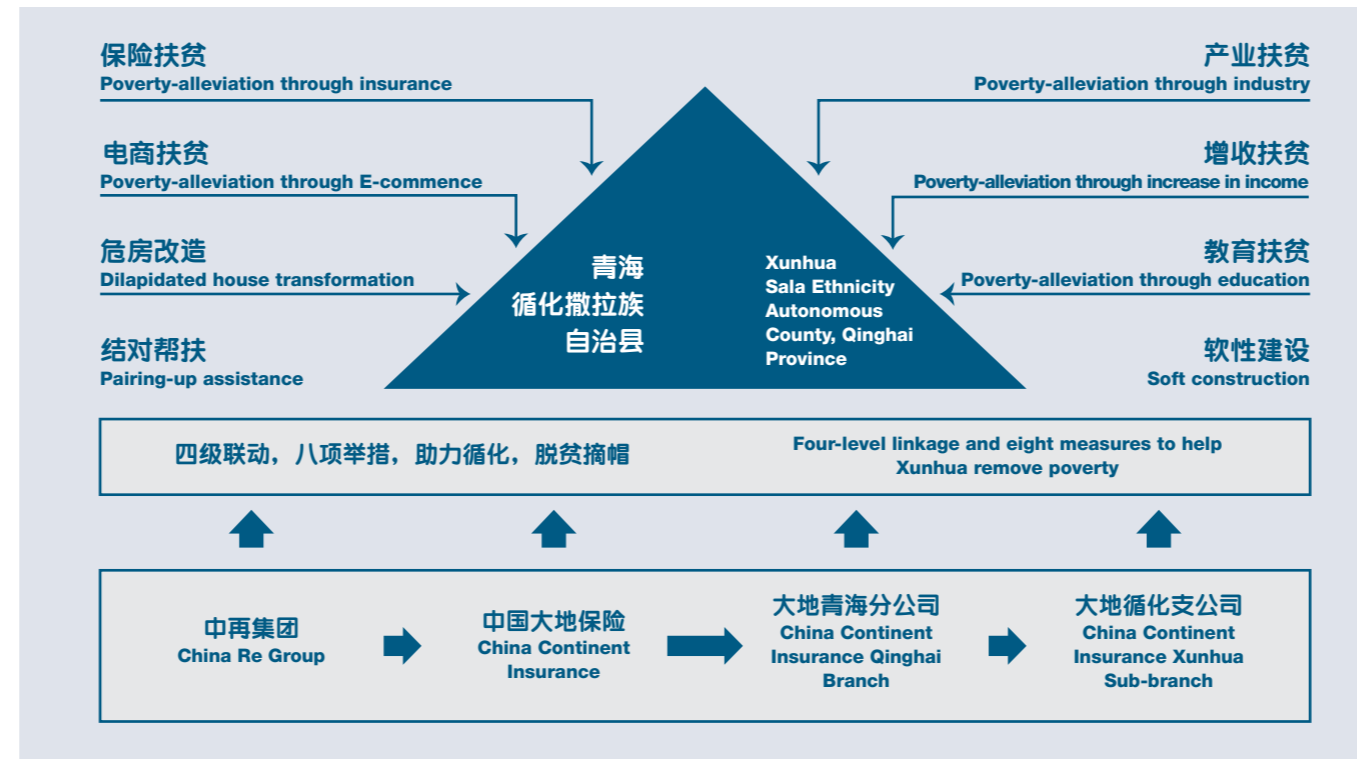 保险扶贫
Poverty-alleviation through insurance
电商扶贫
Poverty-alleviation through E-commence
危房改造
Dilapidated house transformation
结对帮扶
Pairing-up assistance
产业扶贫
Poverty-alleviation through industry
增收扶贫
Poverty-alleviation through increase in income
教育扶贫
Poverty-alleviation through education
软性建设
Soft construction
青海
循化撒拉族
自治县
Xunhua
Sala Ethnicity
Autonomous
County, Qinghai
Province
四级联动，八项举措，助力循化，脱贫摘帽
Four-level linkage and eight measures to help
Xunhua remove poverty
中再集团
China Re Group
中国大地保险
China Continent
Insurance
大地青海分公司
China Continent
Insurance Qinghai
Branch
大地循化支公司
China Continent
Insurance Xunhua
Sub-branch